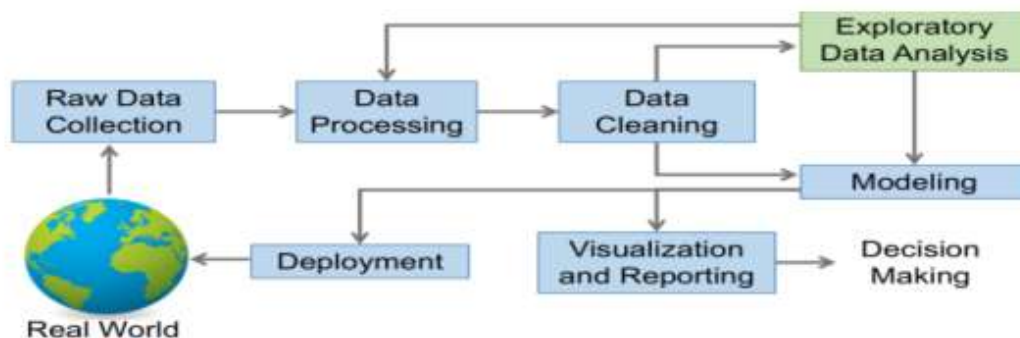 Exploratory
Data Analysis
Raw Data
Collection
Data
Processing
Data
Cleaning
Modeling
Deployment
Visualization
and Reporting
Decision
Making
Real World